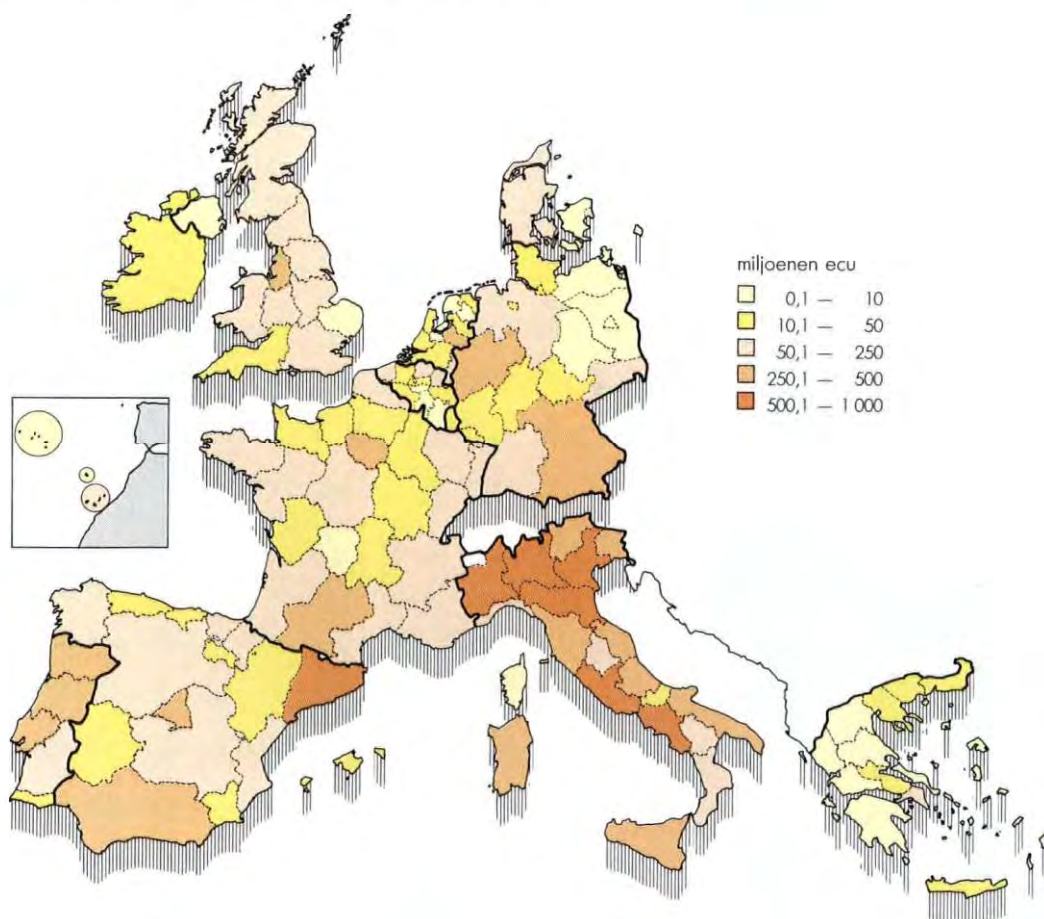 miljoenen ecu
0,1 — 10
10,1 — 50
50,1 — 250
250,1 — 500
500,1 — 1 000